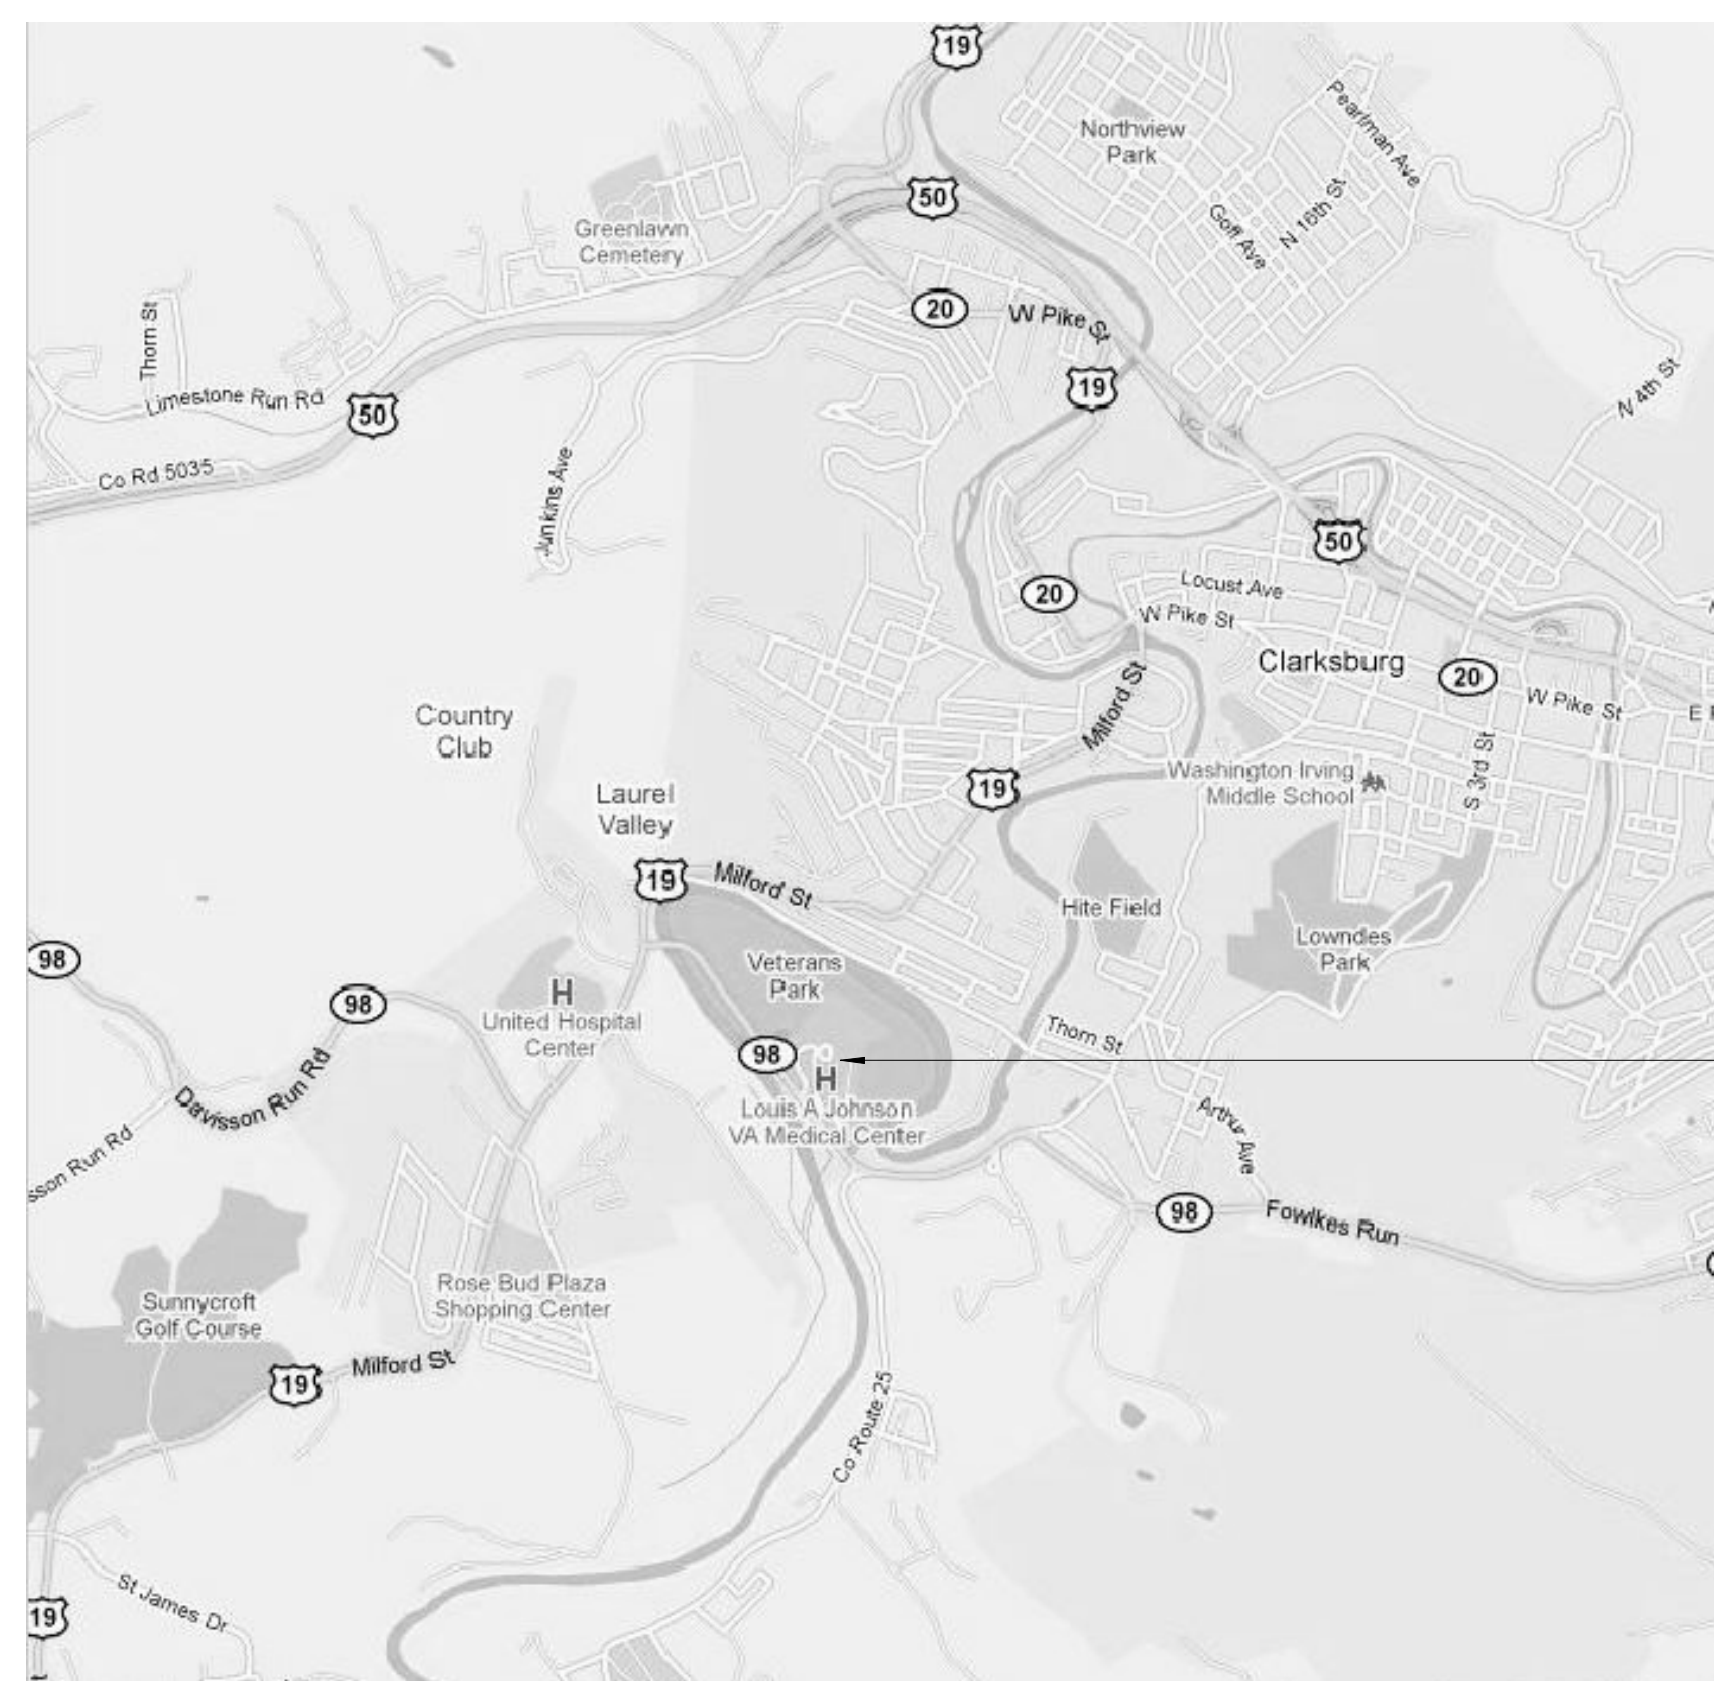 19
Northview
Park
Pearlman Ave
50
N 16th St
Goff Ave
Greenlawn
Cemetery
20
W Pike St
Thorn St
19
Limestone Run Rd
50
N 4th St
Co Rd 5035
Junkins Ave
50
Locust Ave
20
W Pike St
Clarksburg
20
W Pike St
Milford St
Country
Club
S 3rd St
Washington Irving
Middle School
19
Laurel
Valley
19
Milford St
Hite Field
Lowndes
Park
98
Veterans
Park
98
H
United Hospital
Center
Thorn St
98
H
Louis A Johnson
VA Medical Center
Davisson Run Rd
Arthur Ave
sson Run Rd
98
Fowlkes Run
Rose Bud Plaza
Shopping Center
Sunnycroft
Golf Course
Milford St
19
Co Route 25
St James Dr
19